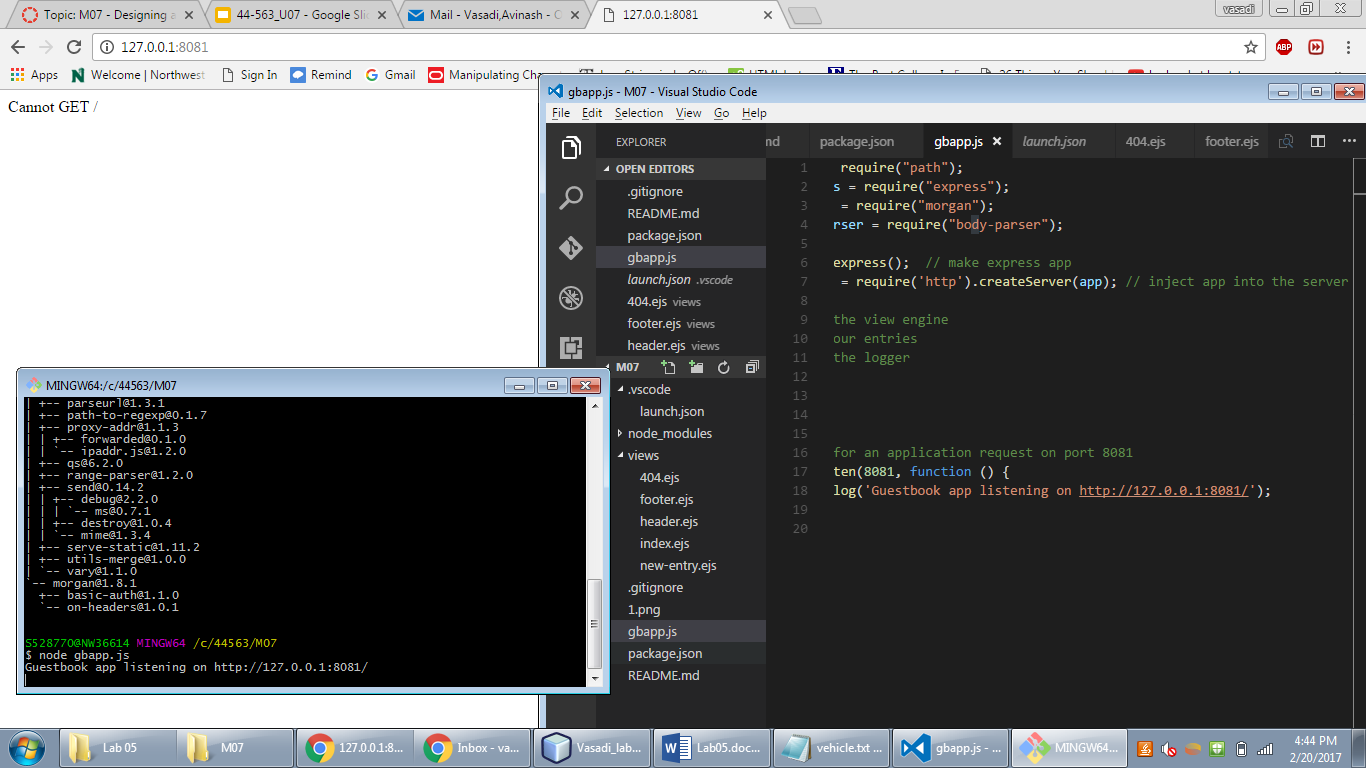 Topic: M07 - Designing a
44-563_U07 - Google Slid
Mail - Vasadi,Avinash - O
127.0.0.1:8081
vasadi
127.0.0.1:8081
ABP
Apps
Welcome | Northwest
Sign In
Remind
Gmail
Manipulating Cha
Cannot GET /
gbapp.js - M07 - Visual Studio Code
File Edit Selection View Go Help
EXPLORER
OPEN EDITORS
.gitignore
README.md
package.json
gbapp.js
launch.json .vscode
404.ejs views
footer.ejs views
header.ejs views
M07
.vscode
launch.json
node_modules
views
404.ejs
footer.ejs
header.ejs
index.ejs
new-entry.ejs
.gitignore
1.png
gbapp.js
package.json
README.md
nd package.json gbapp.js launch.json 404.ejs footer.ejs
1 require("path");
2 s = require("express");
3 = require("morgan");
4 rser = require("body-parser");
5
6 express(); // make express app
7 = require('http').createServer(app); // inject app into the server
8
9 the view engine
10 our entries
11 the logger
12
13
14
15
16 for an application request on port 8081
17 ten(8081, function () {
18 log('Guestbook app listening on http://127.0.0.1:8081/');
19
20
MINGW64:/c/44563/M07
| +-- parseurl@1.3.1
| +-- path-to-regexp@0.1.7
| +-- proxy-addr@1.1.3
| | +-- forwarded@0.1.0
| | `-- ipaddr.js@1.2.0
| +-- qs@6.2.0
| +-- range-parser@1.2.0
| +-- send@0.14.2
| | +-- debug@2.2.0
| | | `-- ms@0.7.1
| | +-- destroy@1.0.4
| | `-- mime@1.3.4
| +-- serve-static@1.11.2
| +-- utils-merge@1.0.0
| `-- vary@1.1.0
`-- morgan@1.8.1
  +-- basic-auth@1.1.0
  `-- on-headers@1.0.1
S528770@NW36614 MINGW64 /c/44563/M07
$ node gbapp.js
Guestbook app listening on http://127.0.0.1:8081/
Lab 05
M07
127.0.0.1:8...
Inbox - va...
Vasadi_lab...
Lab05.doc...
vehicle.txt ...
gbapp.js - ...
MINGW64...
4:44 PM
2/20/2017